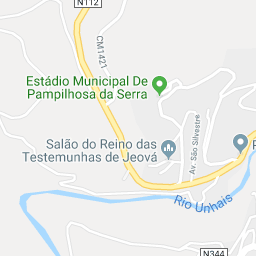 N112
CM1421
Estádio Municipal De
Pampilhosa da Serra
Salão do Reino das
Testemunhas de Jeová
Av. São Silvestre
P
Rio Unhais
N344